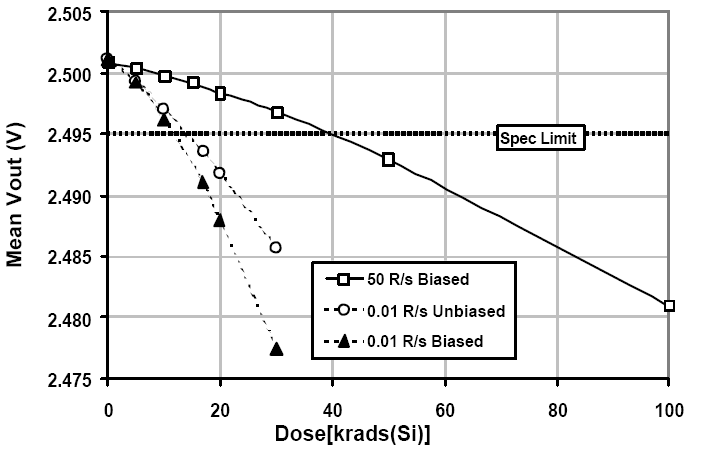 2.505
2.500
2.495
2.490
2.485
2.480
2.475
Mean Vout (V)
Spec Limit
50 R/s Biased
0.01 R/s Unbiased
0.01 R/s Biased
0 20 40 60 80 100
Dose[krads(Si)]